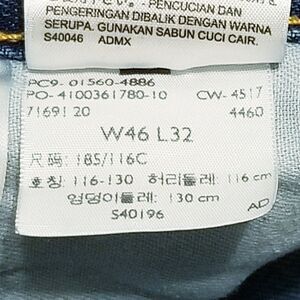 PENCUCIAN DAN
PENGERINGAN DIBALIK DENGAN WARNA
SERUPA. GUNAKAN SABUN CUCI CAIR.
S40046 ADMX
PC9- 01560-4886
PO- 4100361780-10 CW- 4517
71691 20 4460
W46 L32
尺码: 185/116C
호칭: 116-130 허리둘레: 116 cm
엉덩이둘레: 130 cm
S40196 AD